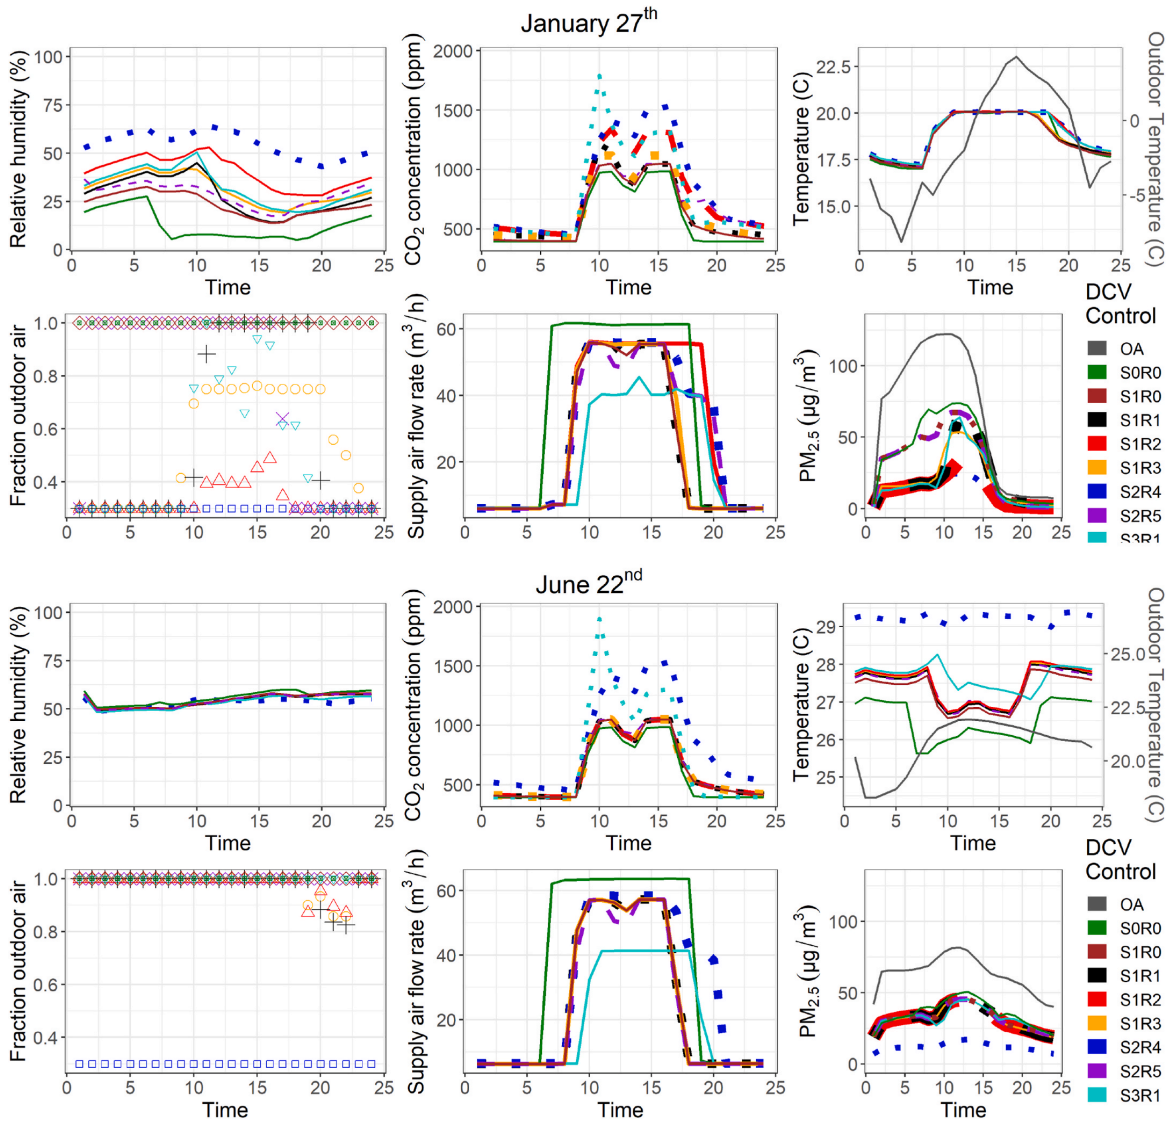 January 27th
Relative humidity (%)
100
75
50
25
0
0 5 10 15 20 25
Time
CO2 concentration (ppm)
2000
1500
1000
500
0 5 10 15 20 25
Time
Temperature (C)
22.5
20.0
17.5
15.0
0
-5
Outdoor Temperature (C)
0 5 10 15 20 25
Time
Fraction outdoor air
1.0
0.8
0.6
0.4
0 5 10 15 20 25
Time
Supply air flow rate (m3/h)
60
40
20
0 5 10 15 20 25
Time
PM2.5 (μg/m3)
100
50
0
0 5 10 15 20 25
Time
DCV
Control
OA
S0R0
S1R0
S1R1
S1R2
S1R3
S2R4
S2R5
S3R1
June 22nd
Relative humidity (%)
100
75
50
25
0
0 5 10 15 20 25
Time
CO2 concentration (ppm)
2000
1500
1000
500
0 5 10 15 20 25
Time
Temperature (C)
29
28
27
26
25
25.0
22.5
20.0
Outdoor Temperature (C)
0 5 10 15 20 25
Time
Fraction outdoor air
1.0
0.8
0.6
0.4
0 5 10 15 20 25
Time
Supply air flow rate (m3/h)
60
40
20
0 5 10 15 20 25
Time
PM2.5 (μg/m3)
100
50
0
0 5 10 15 20 25
Time
DCV
Control
OA
S0R0
S1R0
S1R1
S1R2
S1R3
S2R4
S2R5
S3R1